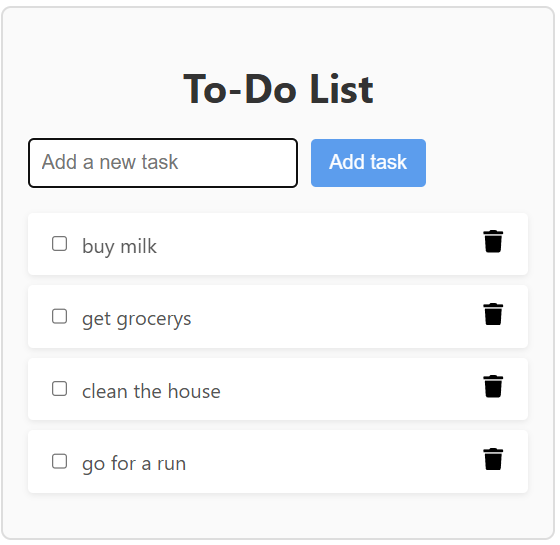 To-Do List
Add a new task
Add task
buy milk
get grocerys
clean the house
go for a run